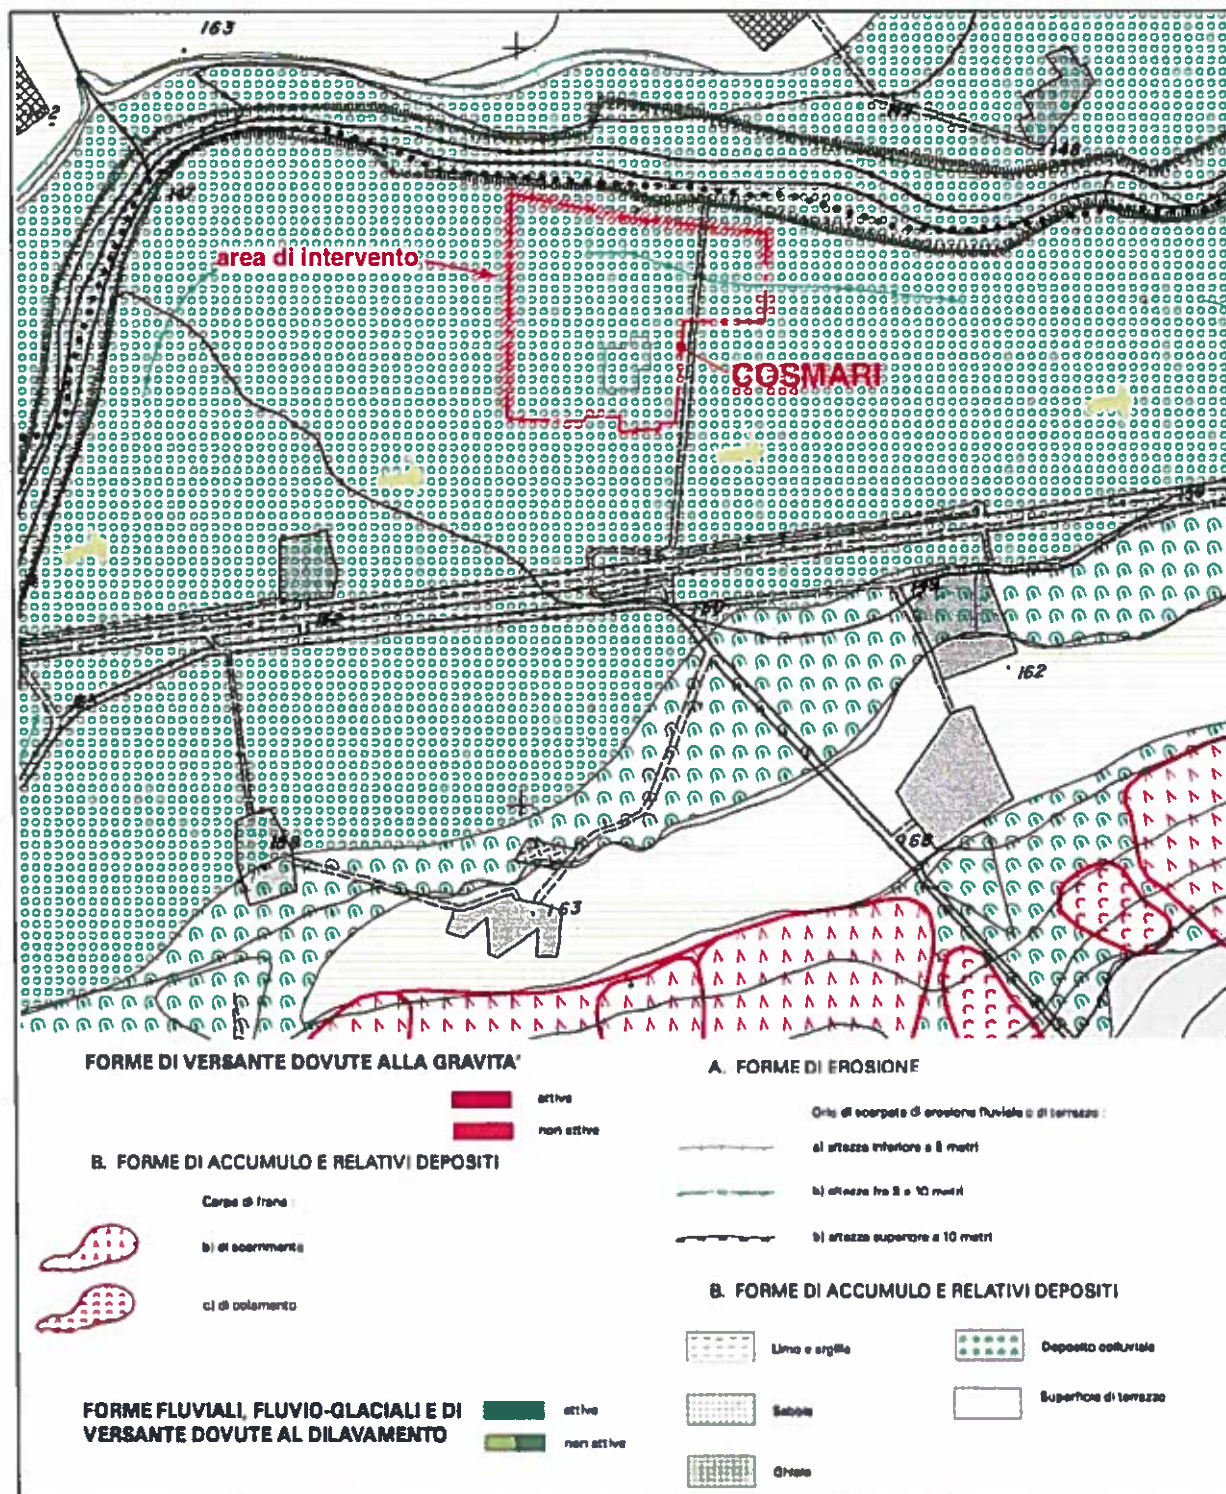 163
2
148
142
area di intervento
COSMARI
162
162
163
FORME DI VERSANTE DOVUTE ALLA GRAVITA'
attive
non attive
B. FORME DI ACCUMULO E RELATIVI DEPOSITI
Corpo di frana :
b) di scorrimento
c) di colamento
FORME FLUVIALI, FLUVIO-GLACIALI E DI
VERSANTE DOVUTE AL DILAVAMENTO
attive
non attive
A. FORME DI EROSIONE
Orlo di scarpata di erosione fluviale o di terrazzo :
a) altezza inferiore a 5 metri
b) altezza fra 5 e 10 metri
b) altezza superiore a 10 metri
B. FORME DI ACCUMULO E RELATIVI DEPOSITI
Limo e argilla
Deposito colluviale
Sabbia
Superficie di terrazzo
Ghiaia